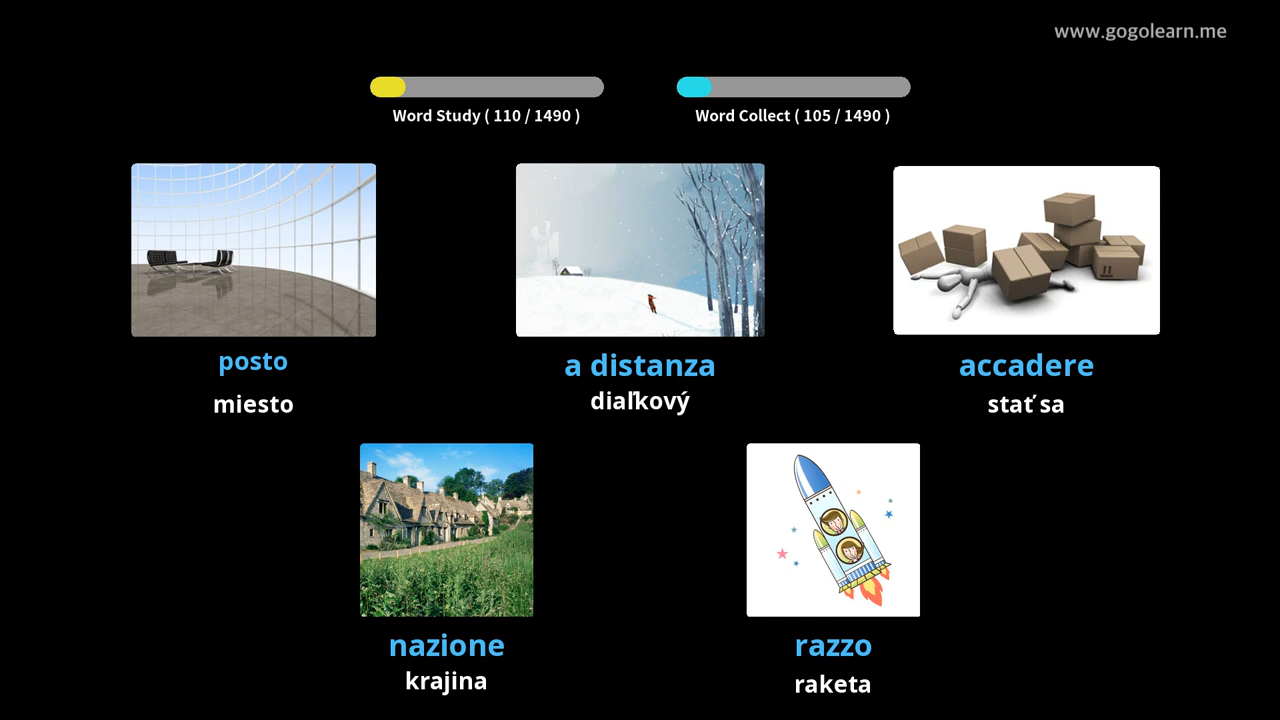 www.gogolearn.me
Word Study ( 110 / 1490 )
Word Collect ( 105 / 1490 )
posto
miesto
a distanza
diaľkový
accadere
stať sa
nazione
krajina
razzo
raketa